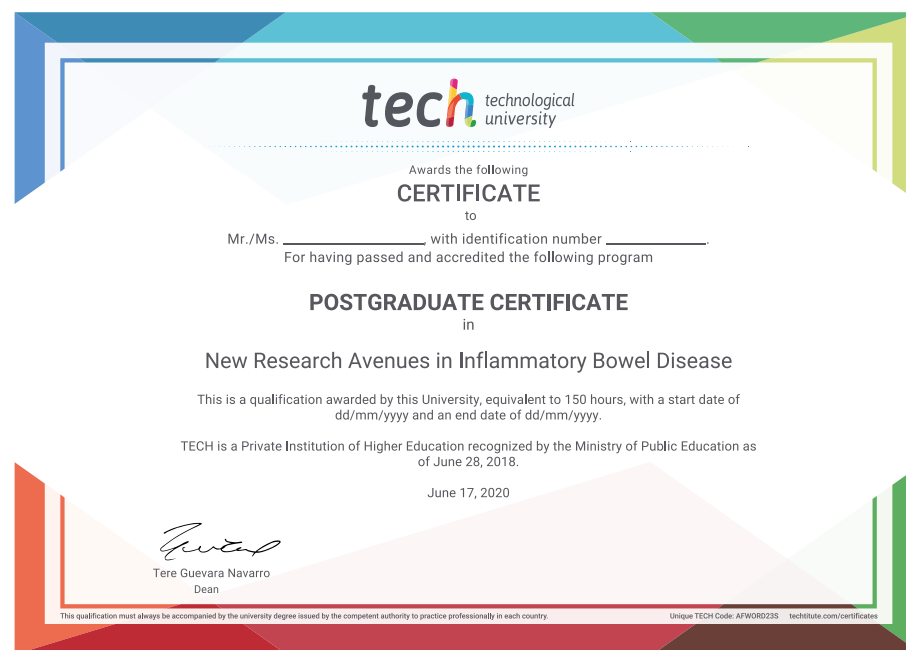 tech technological
university
Awards the following
CERTIFICATE
to
Mr./Ms. ____________________, with identification number ______________.
For having passed and accredited the following program
POSTGRADUATE CERTIFICATE
in
New Research Avenues in Inflammatory Bowel Disease
This is a qualification awarded by this University, equivalent to 150 hours, with a start date of
dd/mm/yyyy and an end date of dd/mm/yyyy.
TECH is a Private Institution of Higher Education recognized by the Ministry of Public Education as
of June 28, 2018.
June 17, 2020
Tere Guevara Navarro
Dean
This qualification must always be accompanied by the university degree issued by the competent authority to practice professionally in each country. Unique TECH Code: AFWORD23S techtitute.com/certificates